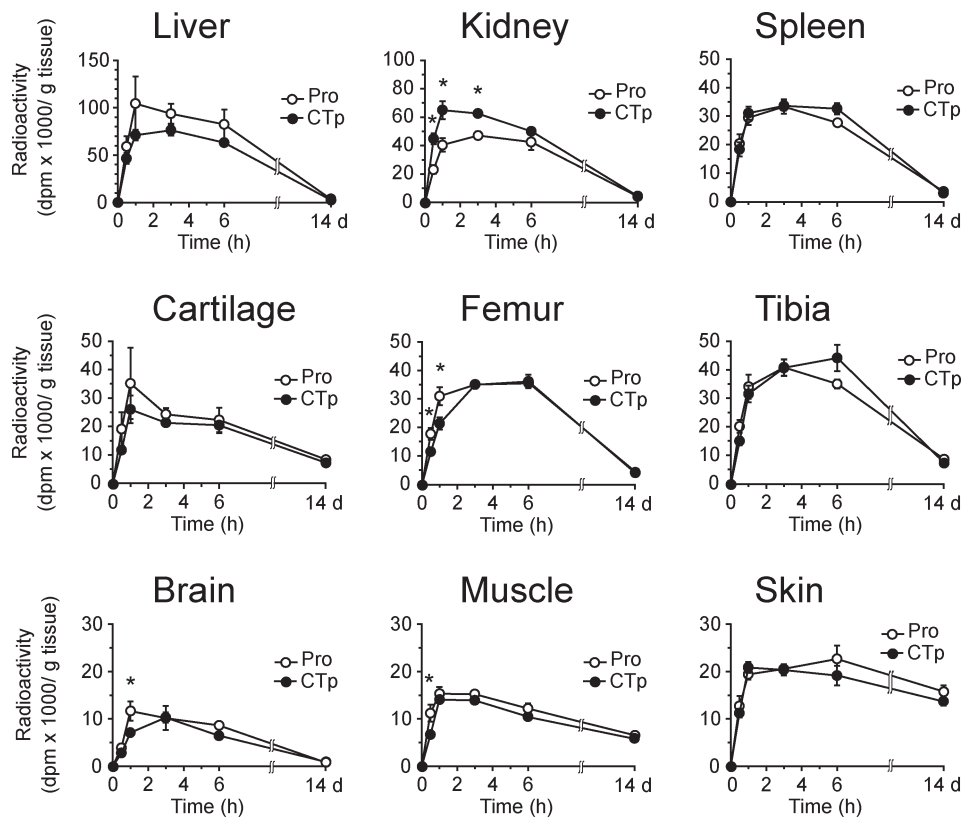 Liver
Kidney
Spleen
Radioactivity
(dpm x 1000/ g tissue)
150
100
50
0
Pro
CTp
0 2 4 6 14 d
Time (h)
*
*
*
100
80
60
40
20
0
Pro
CTp
0 2 4 6 14 d
Time (h)
50
40
30
20
10
0
Pro
CTp
0 2 4 6 14 d
Time (h)
Cartilage
Femur
Tibia
Radioactivity
(dpm x 1000/ g tissue)
50
40
30
20
10
0
Pro
CTp
0 2 4 6 14 d
Time (h)
*
*
50
40
30
20
10
0
Pro
CTp
0 2 4 6 14 d
Time (h)
50
40
30
20
10
0
Pro
CTp
0 2 4 6 14 d
Time (h)
Brain
Muscle
Skin
Radioactivity
(dpm x 1000/ g tissue)
30
20
10
0
*
Pro
CTp
0 2 4 6 14 d
Time (h)
30
20
10
0
*
Pro
CTp
0 2 4 6 14 d
Time (h)
30
20
10
0
Pro
CTp
0 2 4 6 14 d
Time (h)